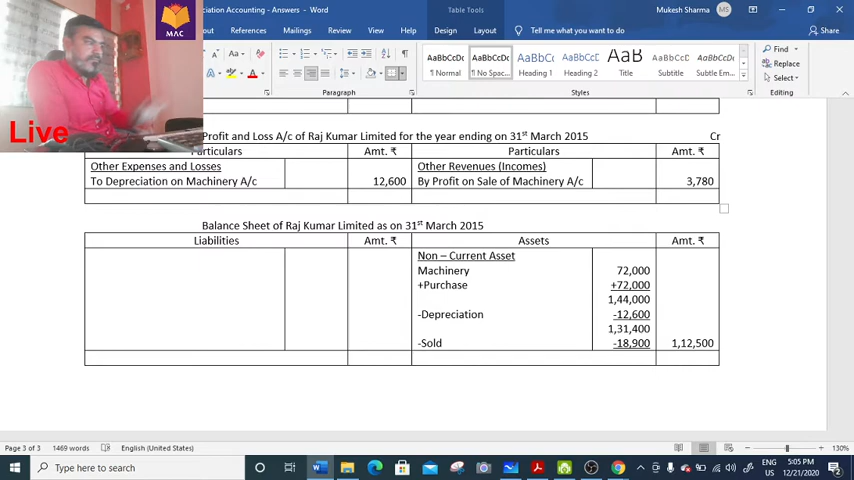 ciation Accounting - Answers - Word
Table Tools
Mukesh Sharma MS
MAC
out References Mailings Review View Help Design Layout Tell me what you want to do Share
Aa
A aby A
AaBbCcDc AaBbCcDc AaBbCc AaBbCcC AaB AaBbCcD AaBbCcDc
¶ Normal ¶ No Spac... Heading 1 Heading 2 Title Subtitle Subtle Em...
Find
Replace
Select
Paragraph Styles Editing
Live
Profit and Loss A/c of Raj Kumar Limited for the year ending on 31st March 2015 Cr
Particulars Amt. ₹ Particulars Amt. ₹
Other Expenses and Losses Other Revenues (Incomes)
To Depreciation on Machinery A/c 12,600 By Profit on Sale of Machinery A/c 3,780
Balance Sheet of Raj Kumar Limited as on 31st March 2015
Liabilities Amt. ₹ Assets Amt. ₹
Non – Current Asset
Machinery 72,000
+Purchase +72,000
1,44,000
-Depreciation -12,600
1,31,400
-Sold -18,900 1,12,500
Page 3 of 3 1469 words English (United States) 130%
Type here to search
ENG 5:05 PM
US 12/21/2020